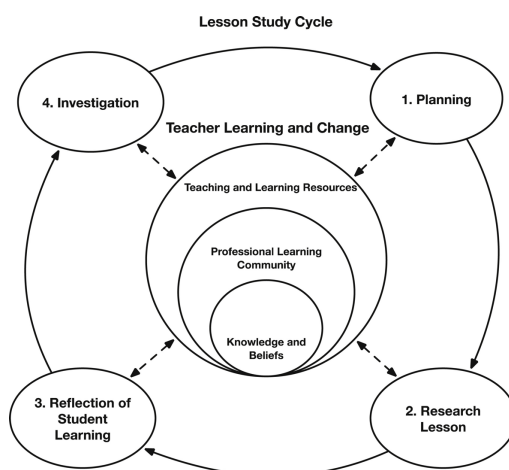 Lesson Study Cycle
4. Investigation
1. Planning
Teacher Learning and Change
Teaching and Learning Resources
Professional Learning
Community
Knowledge and
Beliefs
3. Reflection of
Student
Learning
2. Research
Lesson